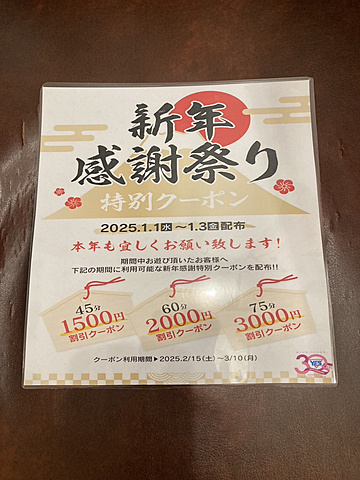 新年
感謝祭り
特別クーポン
2025.1.1水〜1.3金配布
本年も宜しくお願い致します！
期間中お遊び頂いたお客様へ
下記の期間に利用可能な新年感謝特別クーポンを配布!!
45分
1500円
割引クーポン
60分
2000円
割引クーポン
75分
3000円
割引クーポン
クーポン利用期間▶2025.2/15(土)〜3/10(月)
YES